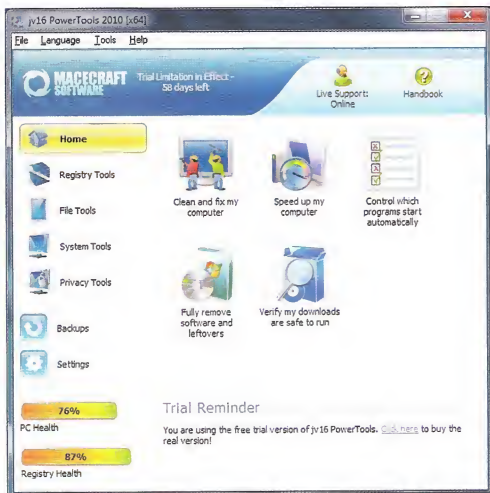 jv16 PowerTools 2010 [x64]
File Language Tools Help
MACECRAFT
SOFTWARE
Trial Limitation in Effect -
58 days left
Live Support:
Online
Handbook
Home
Registry Tools
File Tools
System Tools
Privacy Tools
Backups
Settings
Clean and fix my
computer
Speed up my
computer
Control which
programs start
automatically
Fully remove
software and
leftovers
Verify my downloads
are safe to run
76%
PC Health
87%
Registry Health
Trial Reminder
You are using the free trial version of jv16 PowerTools. Click here to buy the
real version!